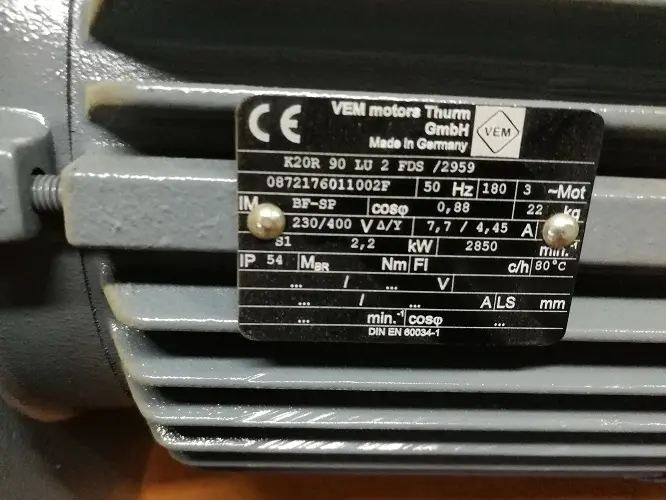 CE
VEM motors Thurm
GmbH
Made in Germany
VEM
K20R 90 LU 2 FDS /2959
0872176011002F 50 Hz 180 3 ~Mot
IM BF-SP cosφ 0,88 22 kg
230/400 V Δ/Y 7,7 / 4,45 A
S1 2,2 kW 2850 min.⁻¹
IP 54 MBR Nm Fl c/h 80°C
... / ... V
... / ... A LS mm
... min.⁻¹ cosφ ...
DIN EN 60034-1